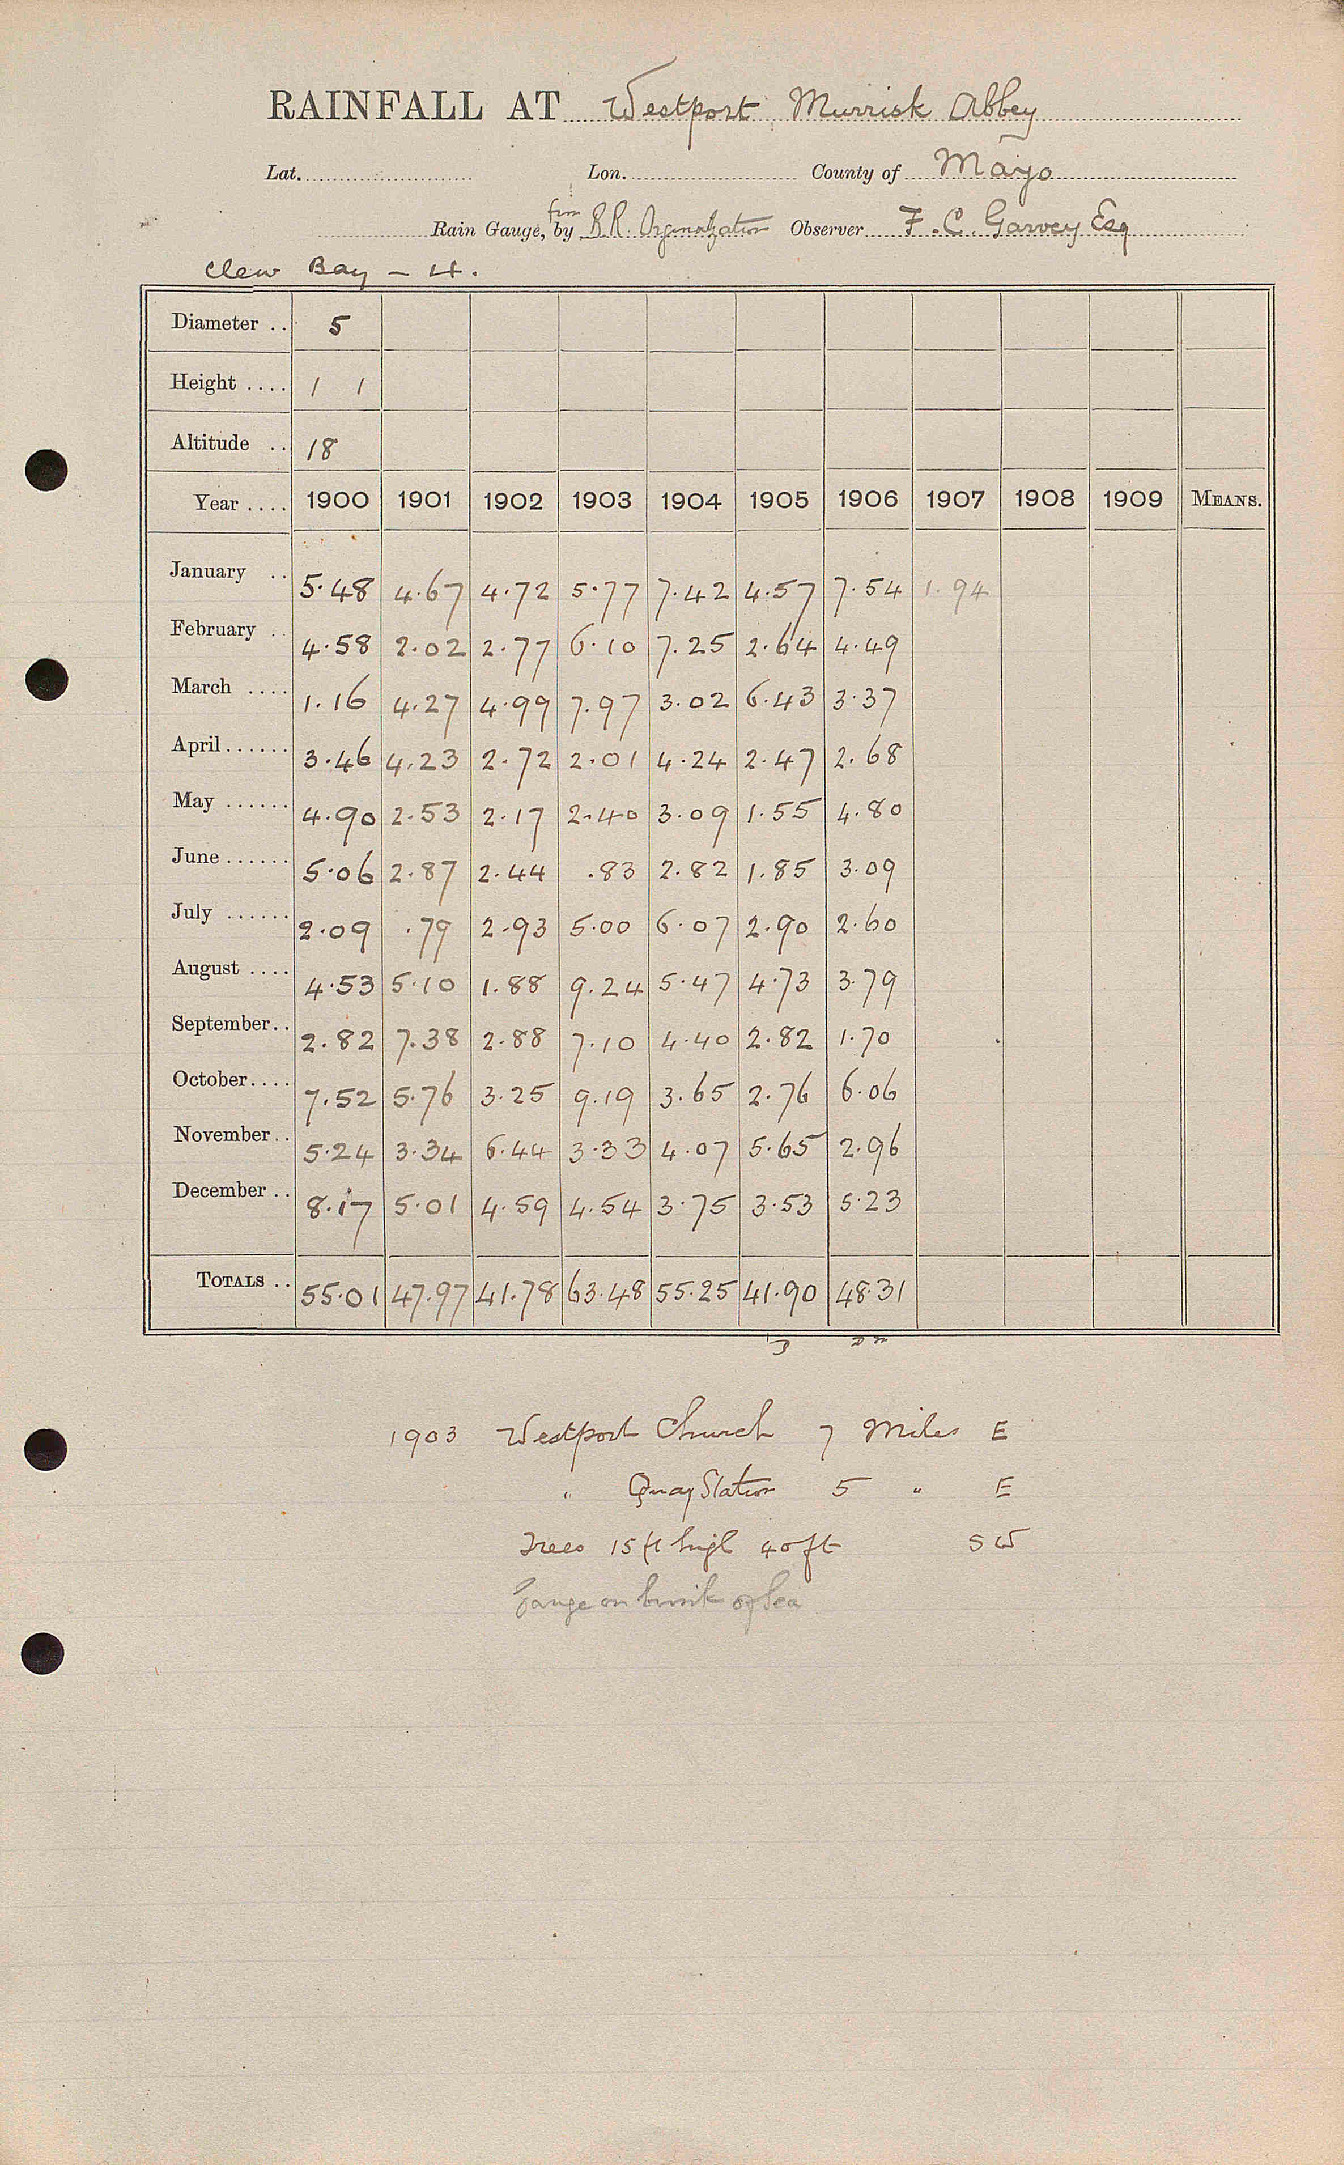 RAINFALL AT Westport, Murrisk Abbey
Lat. Lon. County of Mayo
from
Rain Gauge, by B.R. Organization Observer F. C. Garvey Esq
Clew Bay - 4.
Diameter .. 5
Height .... 1 1
Altitude .. 18
Year .... 1900 1901 1902 1903 1904 1905 1906 1907 1908 1909 MEANS.
January .. 5.48 4.67 4.72 5.77 7.42 4.57 7.54 1.94
February .. 4.58 2.02 2.77 6.10 7.25 2.64 4.49
March .... 1.16 4.27 4.99 7.97 3.02 6.43 3.37
April ...... 3.46 4.23 2.72 2.01 4.24 2.47 2.68
May ...... 4.90 2.53 2.17 2.40 3.09 1.55 4.80
June ...... 5.06 2.87 2.44 .83 2.82 1.85 3.09
July ...... 2.09 .79 2.93 5.00 6.07 2.90 2.60
August .... 4.53 5.10 1.88 9.24 5.47 4.73 3.79
September .. 2.82 7.38 2.88 7.10 4.40 2.82 1.70
October .... 7.52 5.76 3.25 9.19 3.65 2.76 6.06
November .. 5.24 3.34 6.44 3.33 4.07 5.65 2.96
December .. 8.17 5.01 4.59 4.54 3.75 3.53 5.23
TOTALS .. 55.01 47.97 41.78 63.48 55.25 41.90 48.31
1903 Westport Church 7 Miles E
" Quay Station 5 " E
Trees 15 ft high 40 ft SW
Gauge on brink of Sea